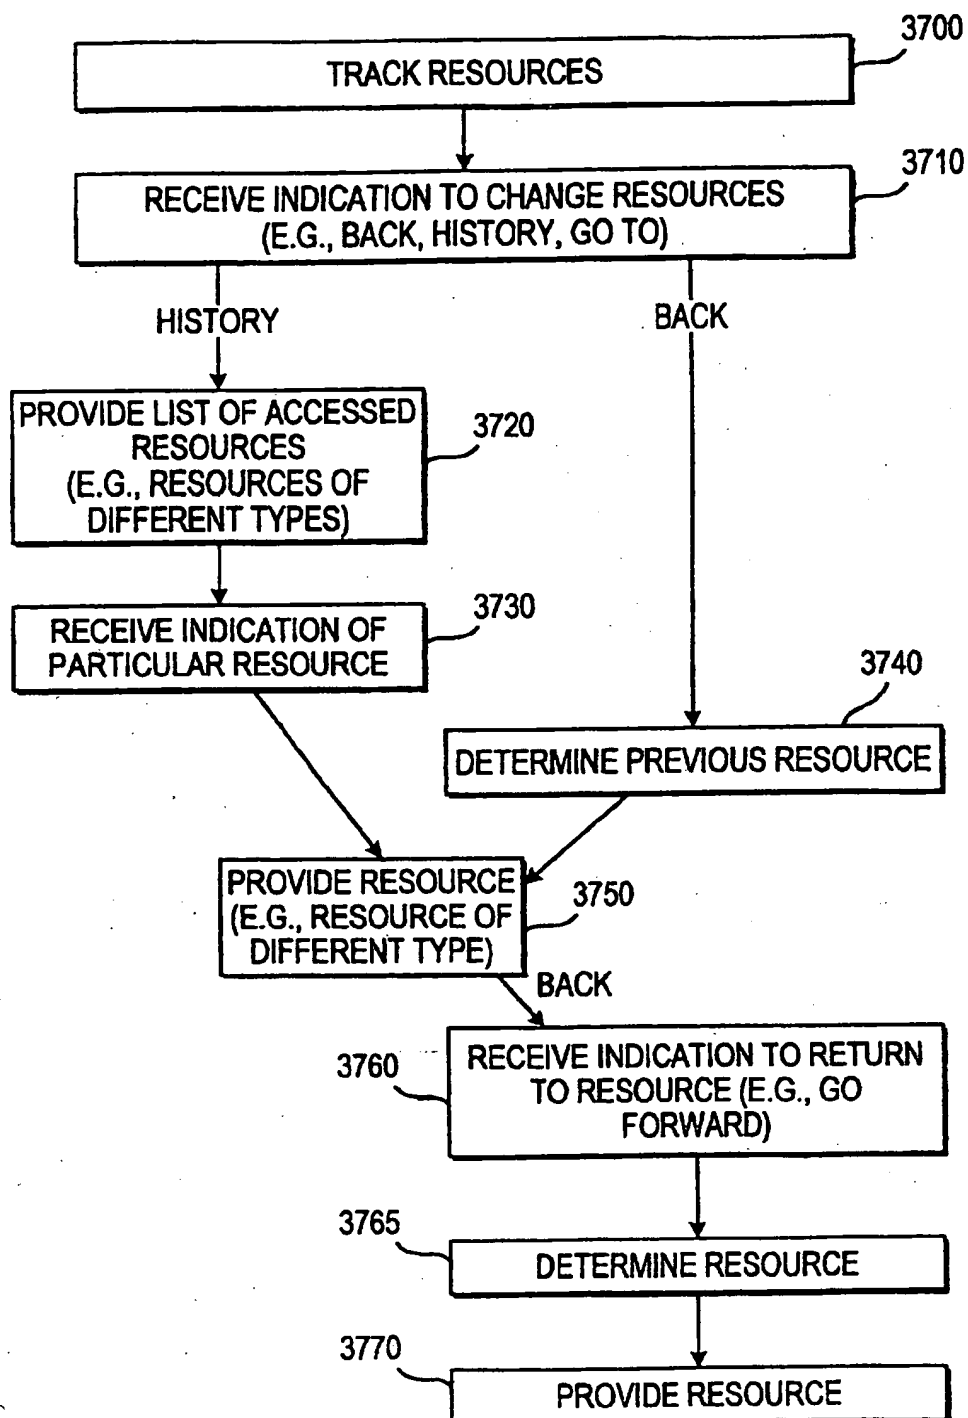 3700
TRACK RESOURCES
3710
RECEIVE INDICATION TO CHANGE RESOURCES
(E.G., BACK, HISTORY, GO TO)
HISTORY
BACK
PROVIDE LIST OF ACCESSED
RESOURCES
(E.G., RESOURCES OF
DIFFERENT TYPES)
3720
3730
RECEIVE INDICATION OF
PARTICULAR RESOURCE
3740
DETERMINE PREVIOUS RESOURCE
PROVIDE RESOURCE
(E.G., RESOURCE OF
DIFFERENT TYPE)
3750
BACK
3760
RECEIVE INDICATION TO RETURN
TO RESOURCE (E.G., GO
FORWARD)
3765
DETERMINE RESOURCE
3770
PROVIDE RESOURCE